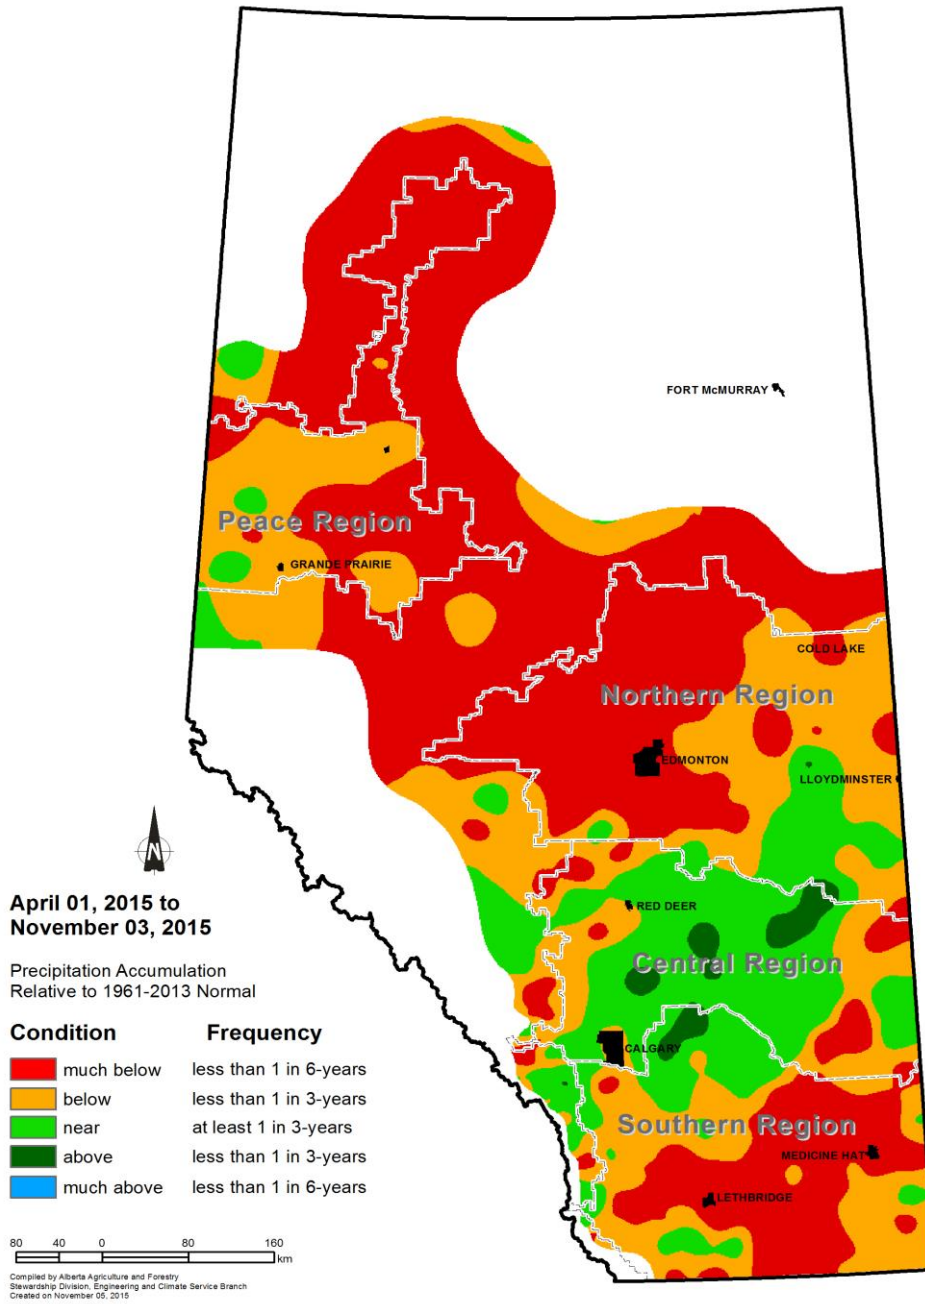 FORT McMURRAY
Peace Region
GRANDE PRAIRIE
COLD LAKE
Northern Region
EDMONTON
LLOYDMINSTER
N
April 01, 2015 to
November 03, 2015
RED DEER
Central Region
Precipitation Accumulation
Relative to 1961-2013 Normal
Condition Frequency
CALGARY
much below less than 1 in 6-years
below less than 1 in 3-years
near at least 1 in 3-years
above less than 1 in 3-years
much above less than 1 in 6-years
Southern Region
MEDICINE HAT
LETHBRIDGE
80 40 0 80 160
km
Compiled by Alberta Agriculture and Forestry
Stewardship Division, Engineering and Climate Service Branch
Created on November 05, 2015